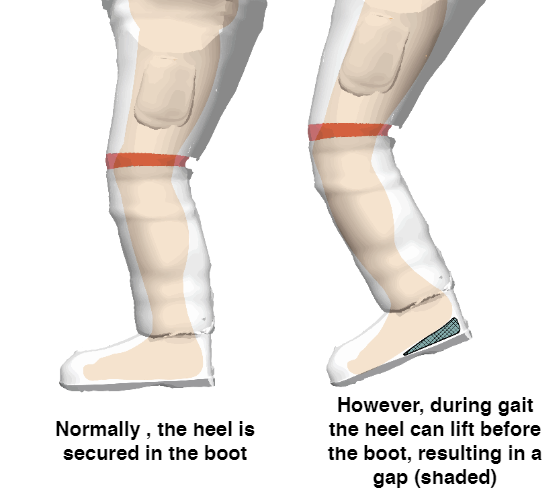 Normally , the heel is
secured in the boot
However, during gait
the heel can lift before
the boot, resulting in a
gap (shaded)